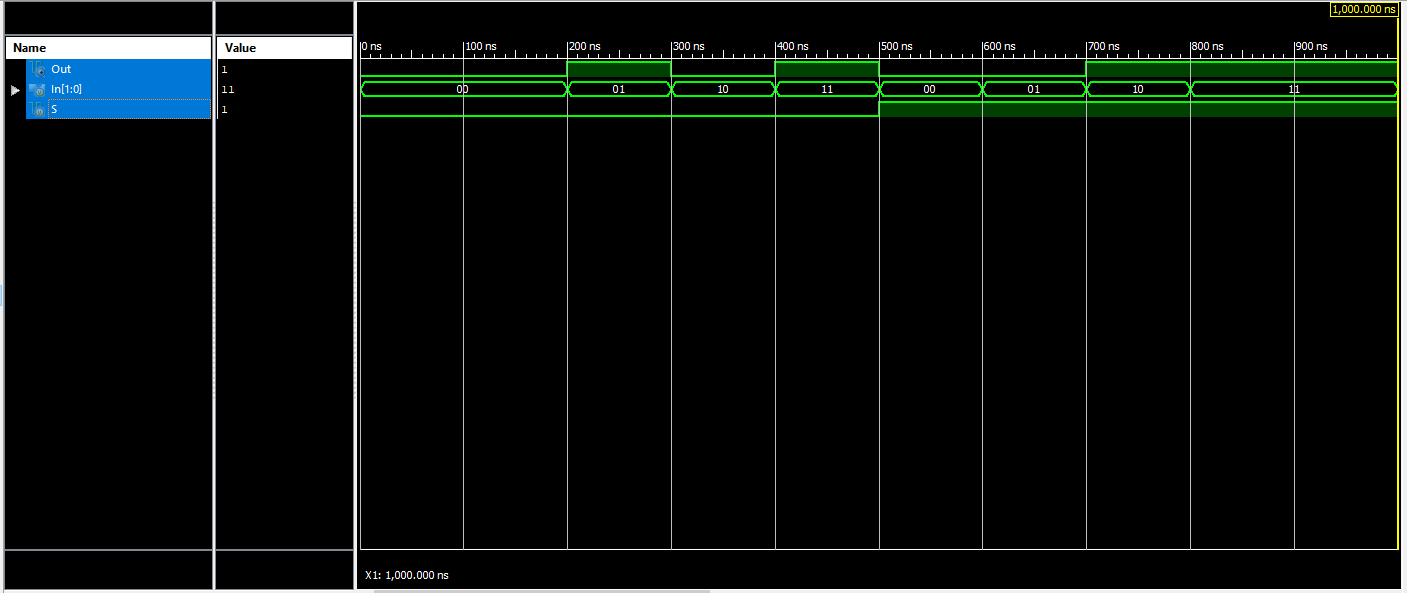 1,000.000 ns
Name Value 0 ns 100 ns 200 ns 300 ns 400 ns 500 ns 600 ns 700 ns 800 ns 900 ns
Out 1
In[1:0] 11 00 01 10 11 00 01 10 11
S 1
X1: 1,000.000 ns